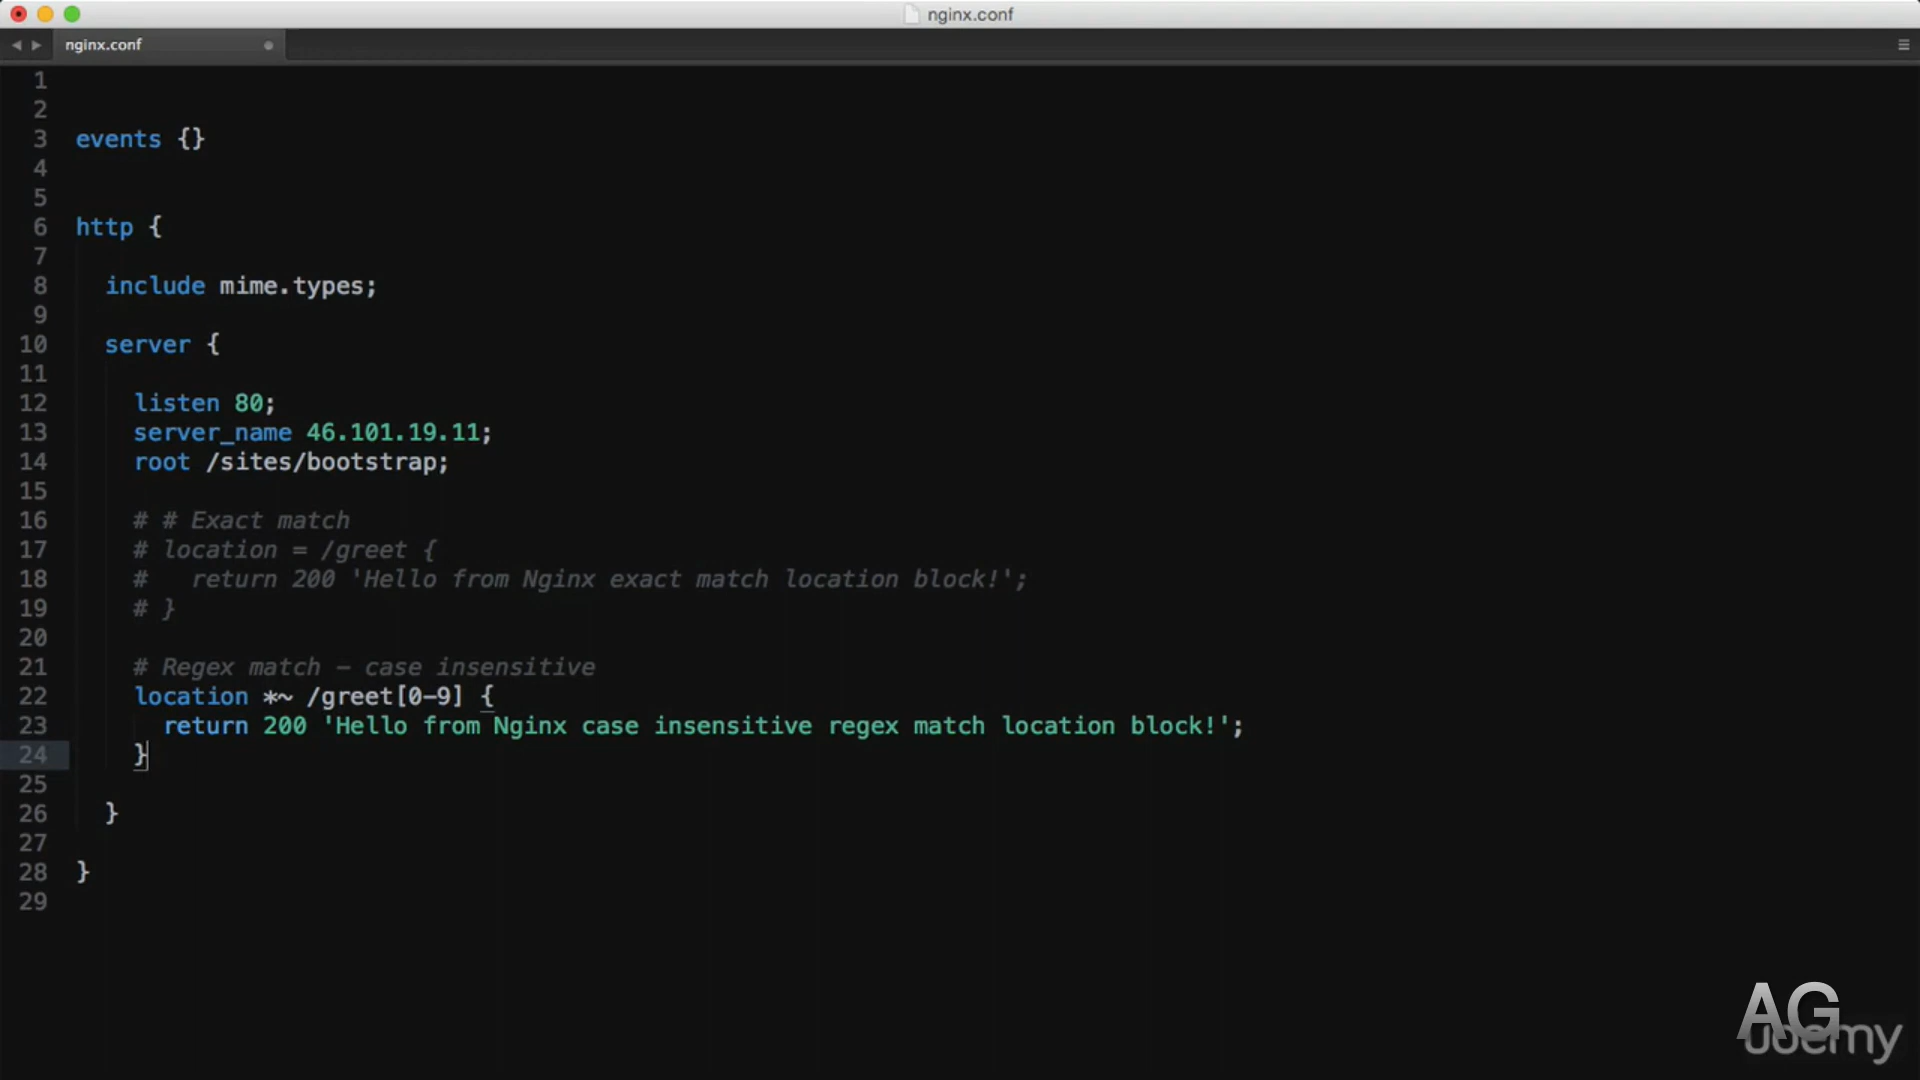 nginx.conf
nginx.conf
1
2
3 events {}
4
5
6 http {
7
8 include mime.types;
9
10 server {
11
12 listen 80;
13 server_name 46.101.19.11;
14 root /sites/bootstrap;
15
16 # # Exact match
17 # location = /greet {
18 #   return 200 'Hello from Nginx exact match location block!';
19 # }
20
21 # Regex match - case insensitive
22 location *~ /greet[0-9] {
23 return 200 'Hello from Nginx case insensitive regex match location block!';
24 }
25
26 }
27
28 }
29
AG
udemy